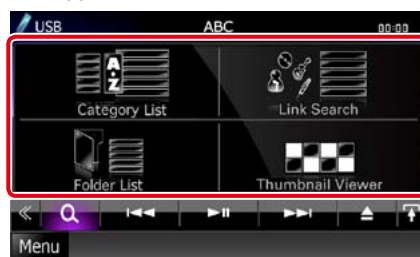 USB ABC 00:00
A Z
Category List Link Search
Folder List Thumbnail Viewer
Menu